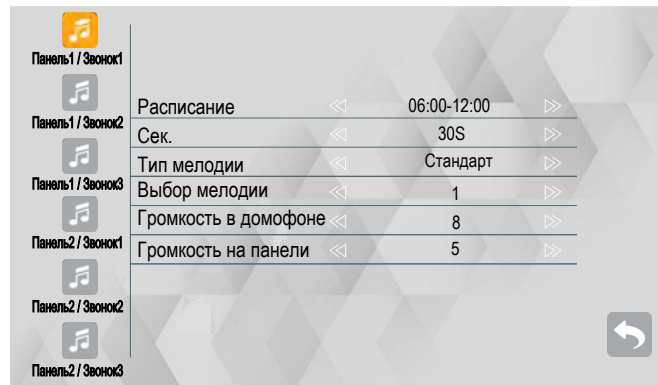 Панель1 / Звонок1
Панель1 / Звонок2
Панель1 / Звонок3
Панель2 / Звонок1
Панель2 / Звонок2
Панель2 / Звонок3
Расписание 06:00-12:00
Сек. 30S
Тип мелодии Стандарт
Выбор мелодии 1
Громкость в домофоне 8
Громкость на панели 5